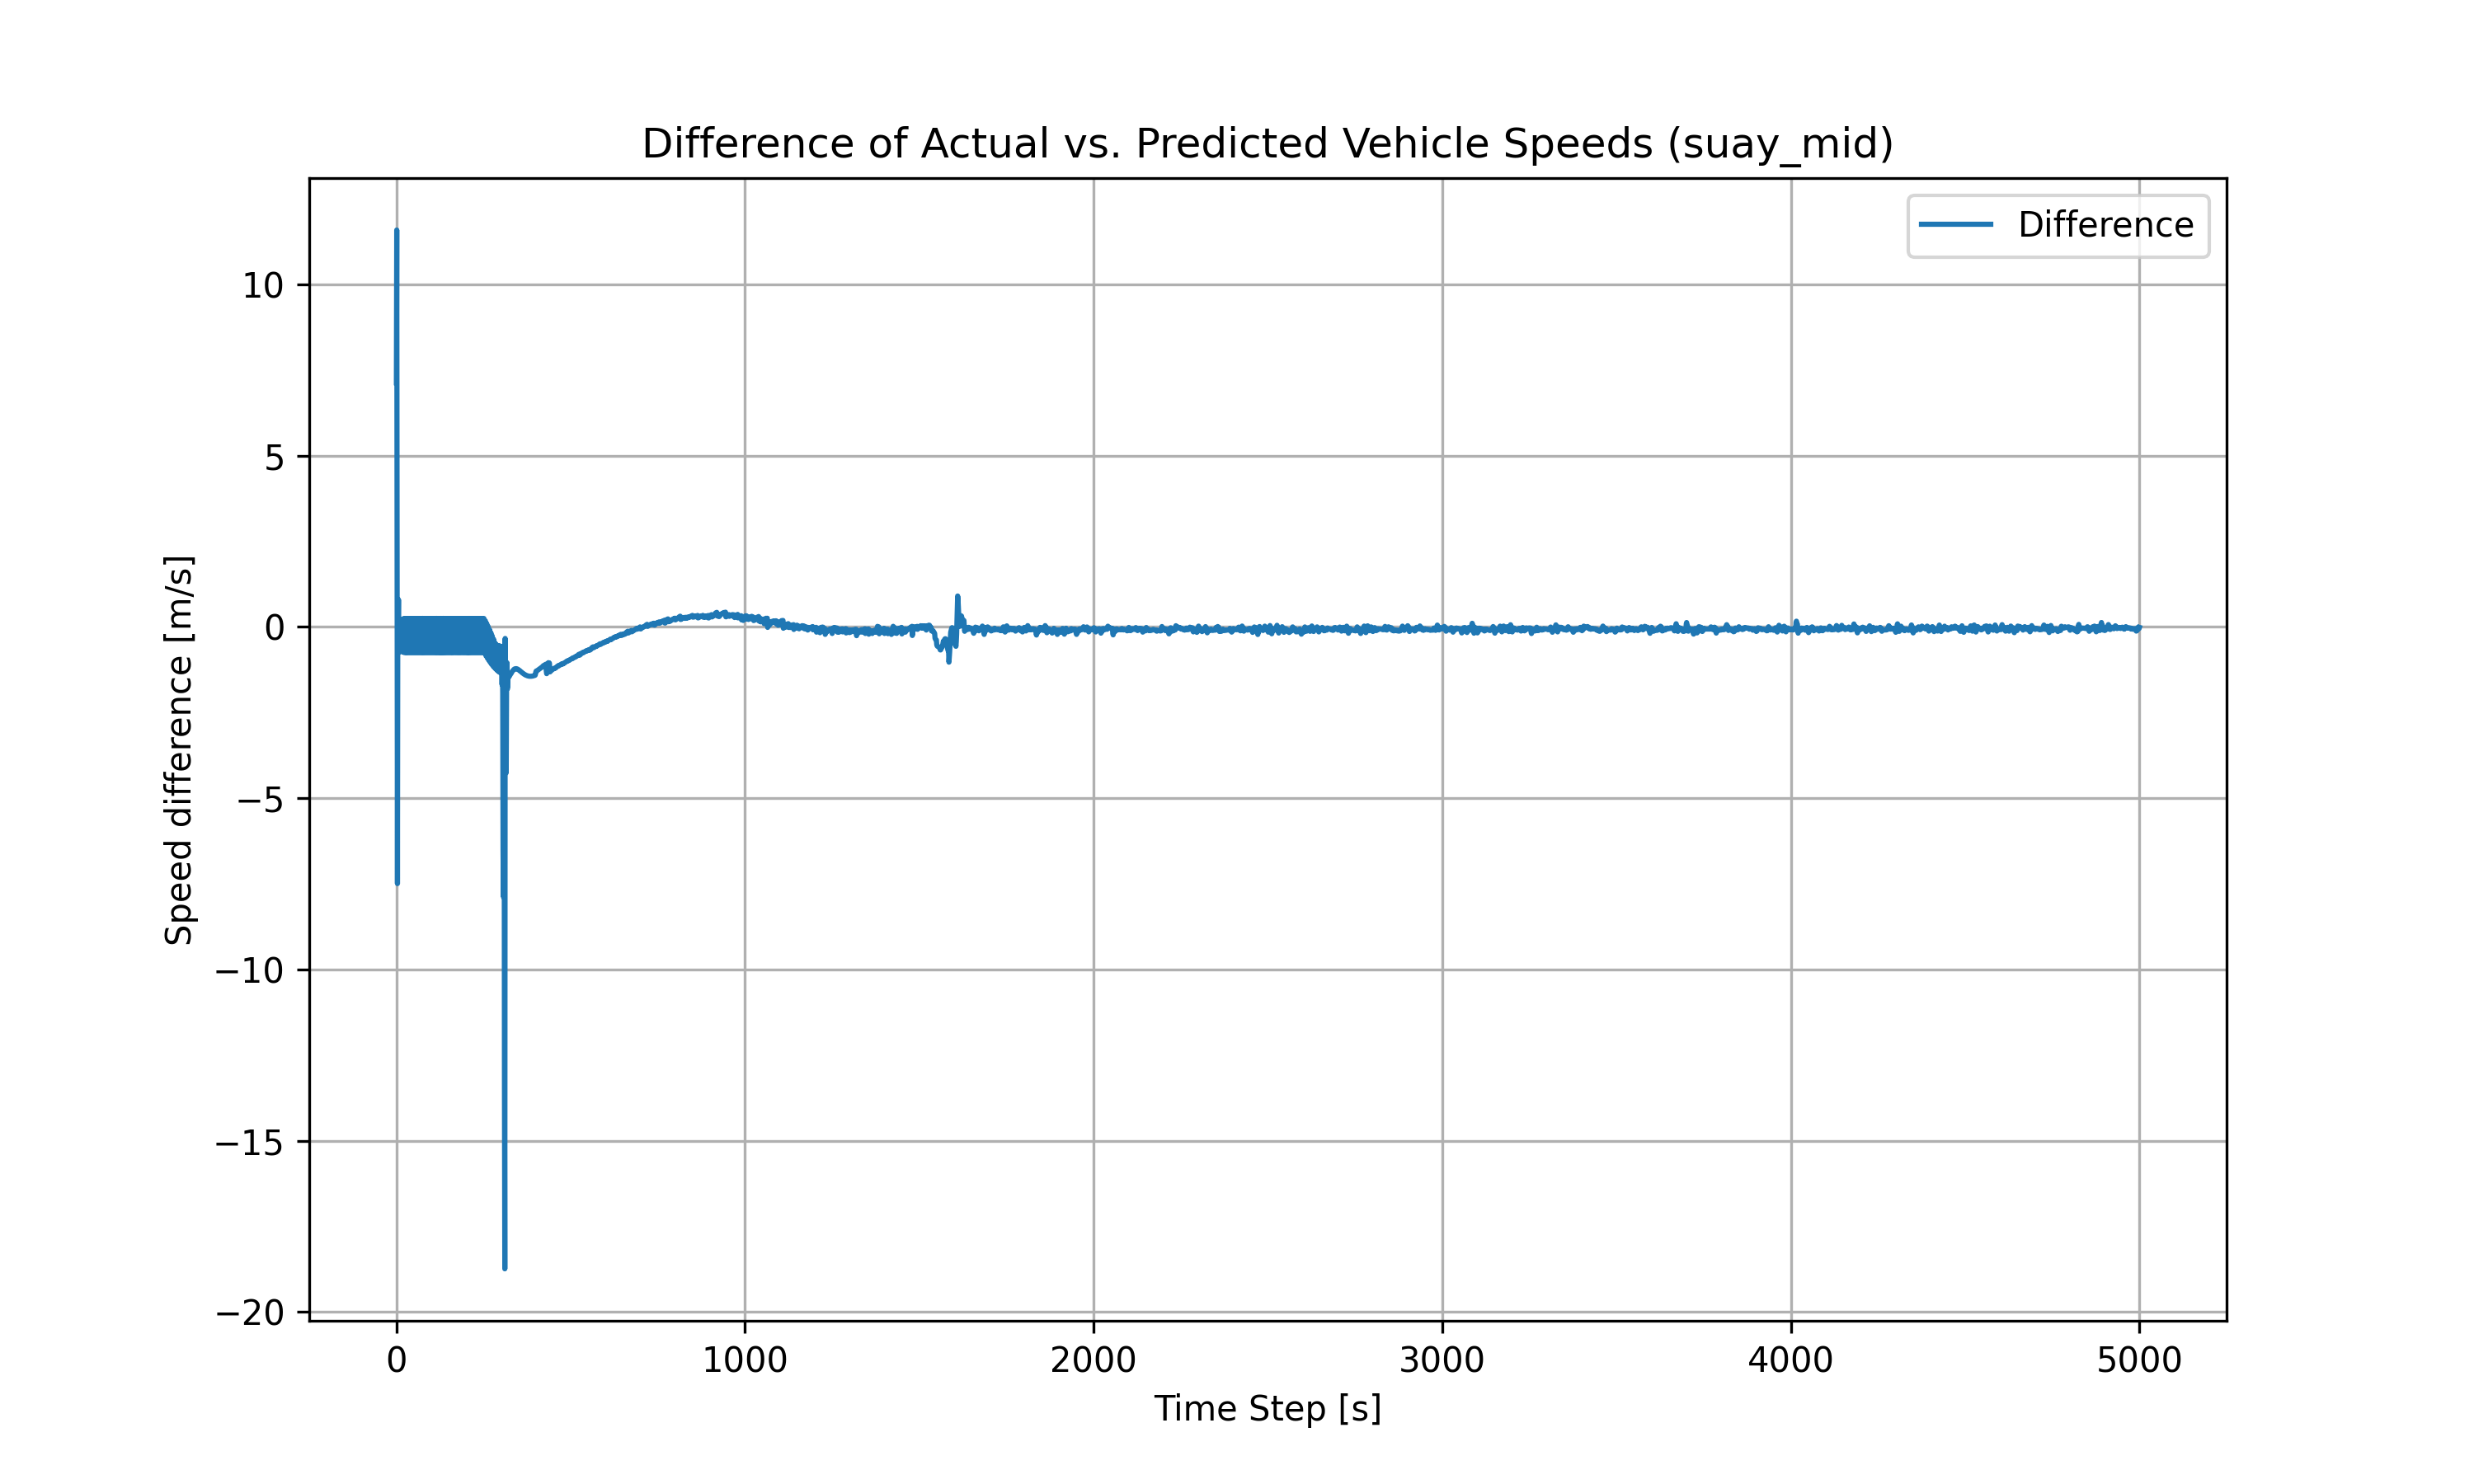 Difference of Actual vs. Predicted Vehicle Speeds (suay_mid)
Difference
10
5
0
−5
−10
−15
−20
Speed difference [m/s]
0 1000 2000 3000 4000 5000
Time Step [s]